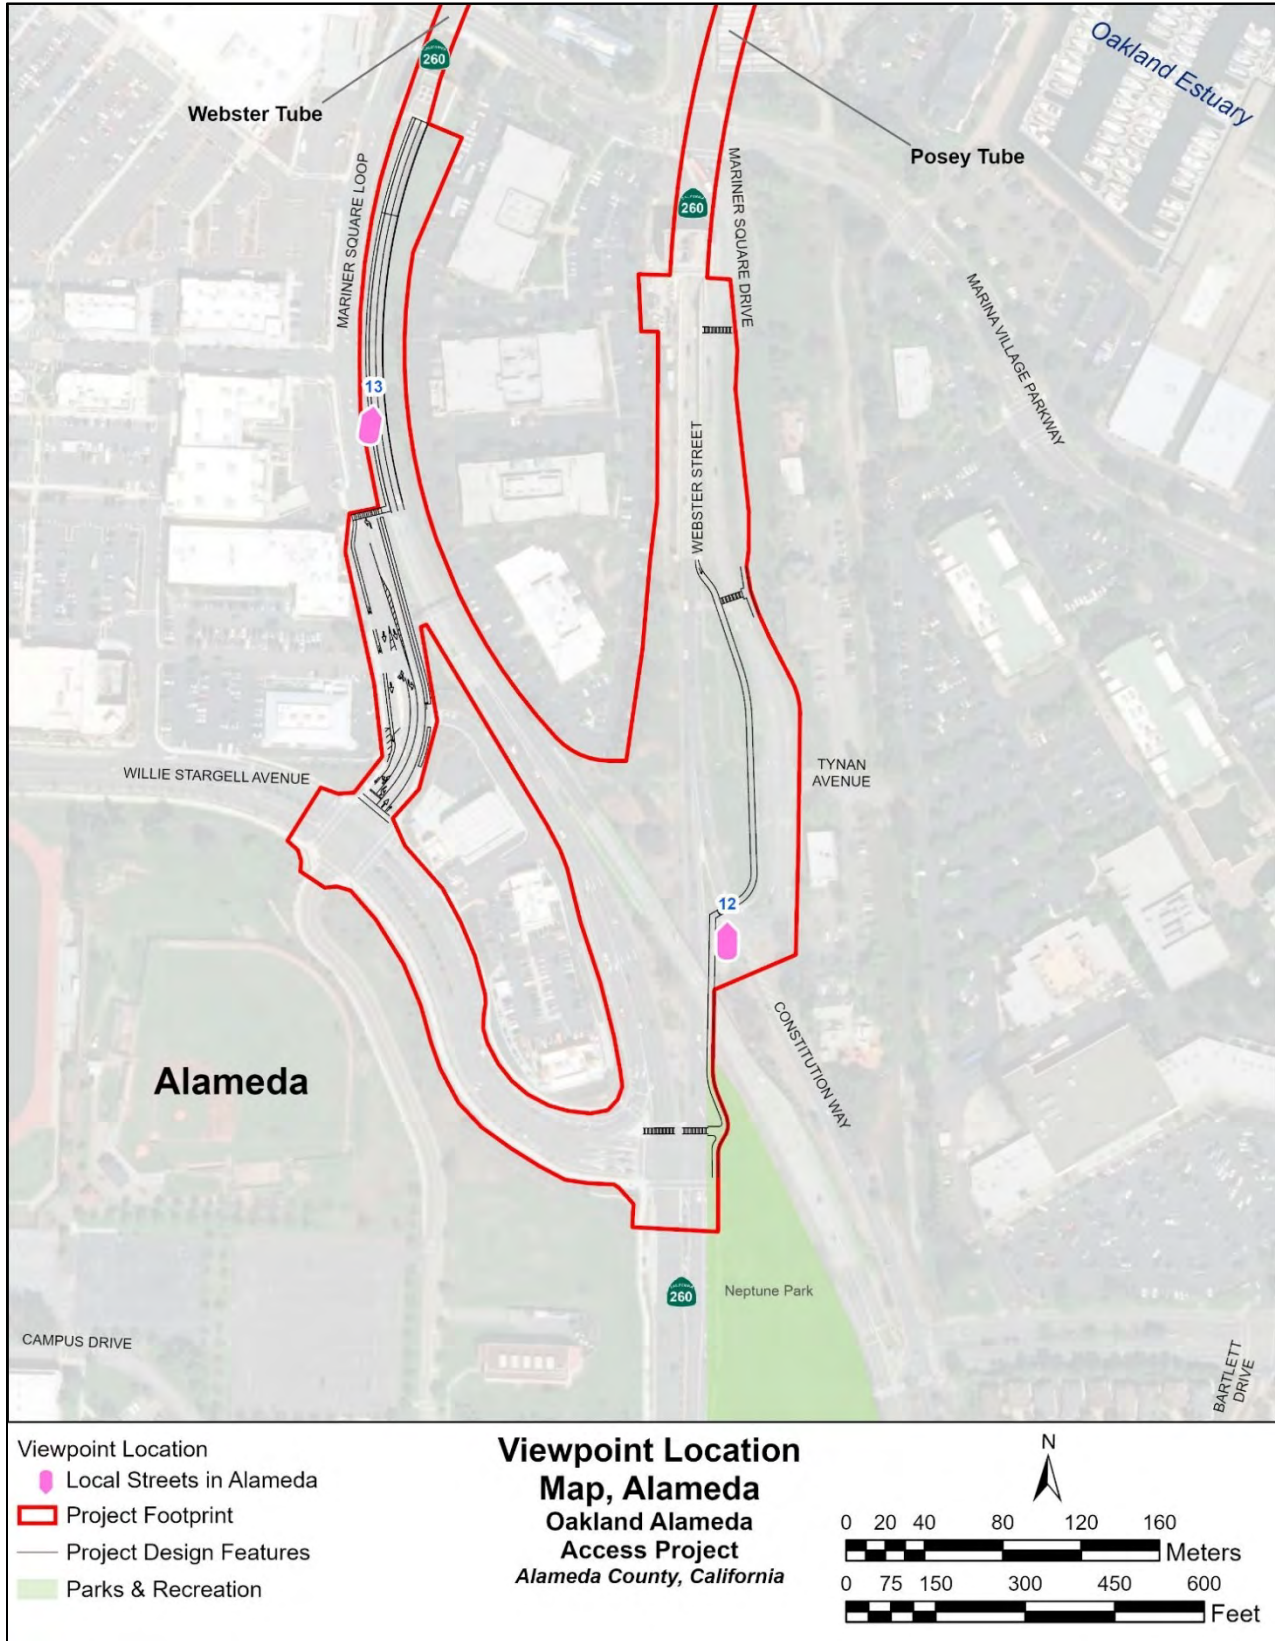 Oakland Estuary
260
Webster Tube
Posey Tube
MARINER SQUARE LOOP
MARINER SQUARE DRIVE
260
MARINA VILLAGE PARKWAY
13
WEBSTER STREET
WILLIE STARGELL AVENUE
TYNAN
AVENUE
12
CONSTITUTION WAY
Alameda
260
Neptune Park
CAMPUS DRIVE
BARTLETT
DRIVE
Viewpoint Location
Local Streets in Alameda
Project Footprint
Project Design Features
Parks & Recreation
Viewpoint Location
Map, Alameda
Oakland Alameda
Access Project
Alameda County, California
N
0 20 40 80 120 160
Meters
0 75 150 300 450 600
Feet